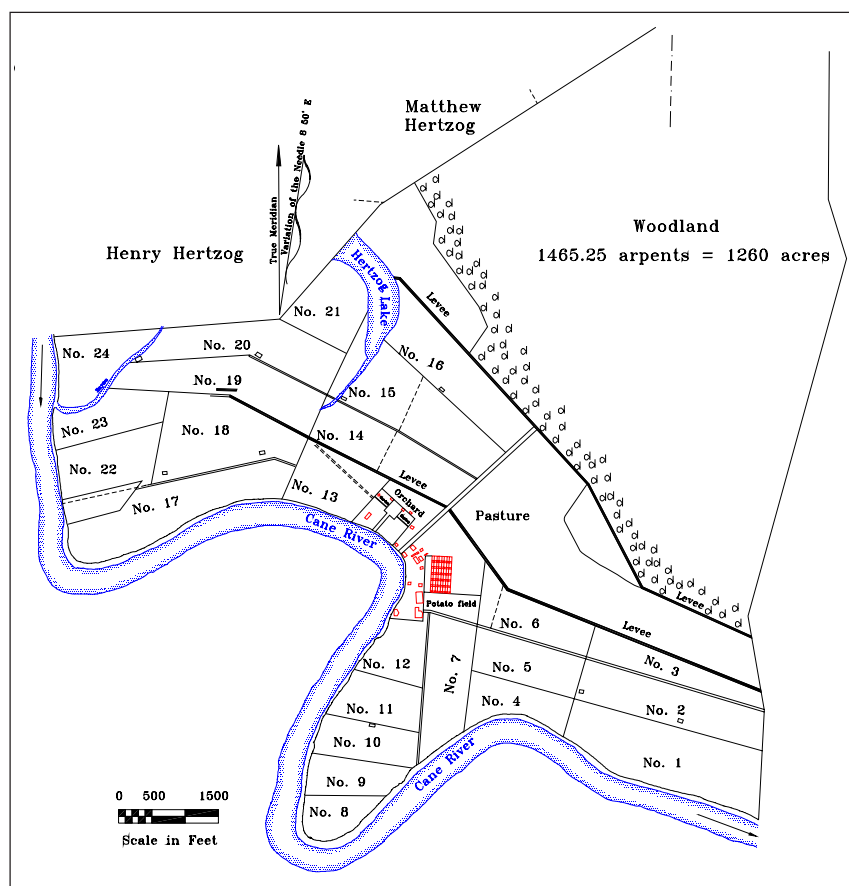 Matthew
Hertzog
Henry Hertzog
True Meridian
Variation of the Needle 8 50' E
Woodland
1465.25 arpents = 1260 acres
Hertzog Lake
Levee
No. 21
No. 24
No. 20
No. 16
No. 19
No. 15
No. 23
No. 18
No. 14
Levee
No. 22
No. 17
No. 13
Orchard
Pasture
Cane River
Potato field
No. 6
Levee
Levee
No. 3
No. 12
No. 7
No. 5
No. 4
No. 2
No. 11
No. 10
No. 1
Cane River
No. 9
No. 8
0 500 1500
Scale in Feet